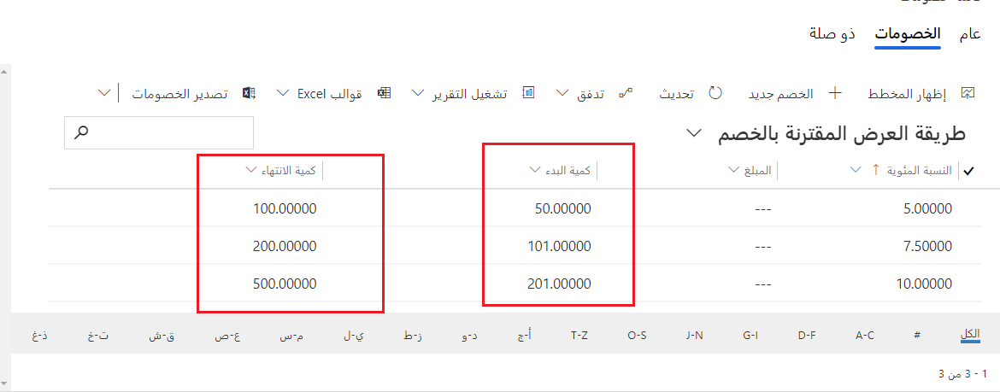 عام الخصومات ذو صلة
إظهار المخطط الخصم جديد تحديث تدفق تشغيل التقرير قوالب Excel تصدير الخصومات
طريقة العرض المقترنة بالخصم
النسبة المئوية المبلغ كمية البدء كمية الانتهاء
5.00000 --- 50.00000 100.00000
7.50000 --- 101.00000 200.00000
10.00000 --- 201.00000 500.00000
الكل # A-C D-F G-I J-N O-S T-Z أ-ج د-و ز-ط ي-ل م-س ع-ص ق-ش ت-خ ذ-غ
1 - 3 من 3